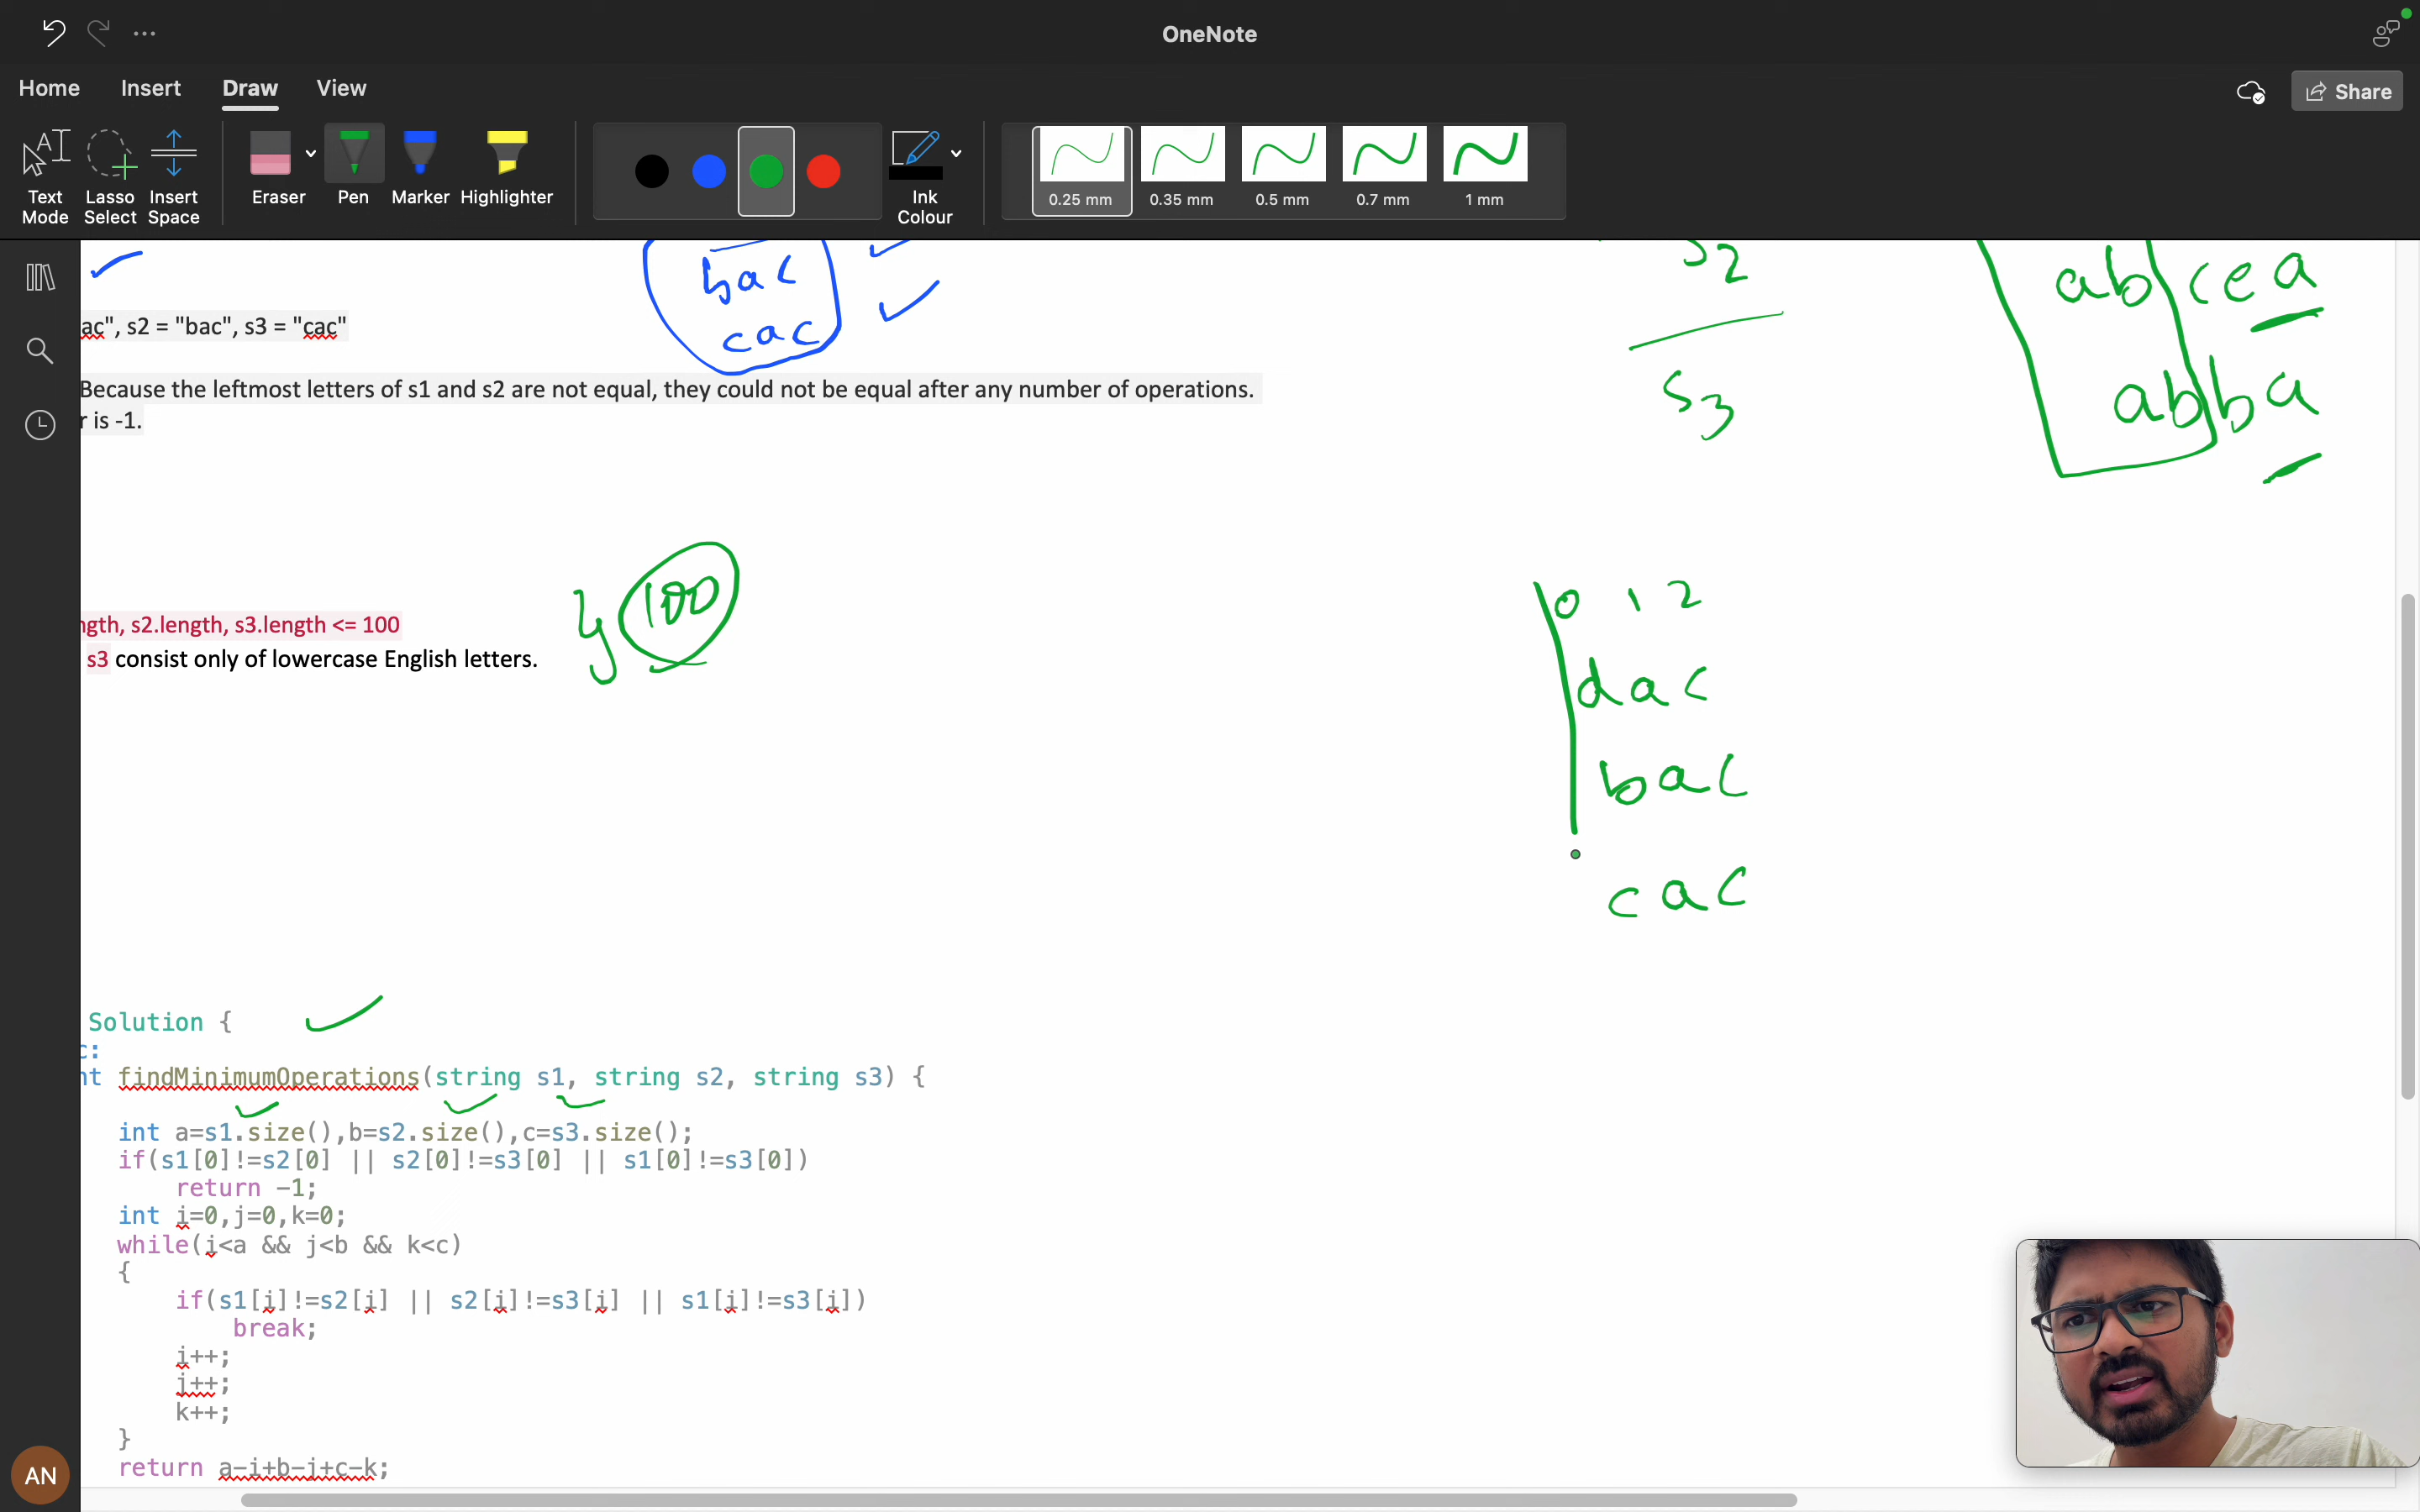 OneNote
Home Insert Draw View
Share
Text Mode
Lasso Select
Insert Space
Eraser
Pen
Marker
Highlighter
Ink Colour
0.25 mm
0.35 mm
0.5 mm
0.7 mm
1 mm
bac
cac
s2
s3
abcea
abba
ac", s2 = "bac", s3 = "cac"
Because the leftmost letters of s1 and s2 are not equal, they could not be equal after any number of operations.
r is -1.
100
ngth, s2.length, s3.length <= 100
s3 consist only of lowercase English letters.
0 1 2
dac
bac
cac
Solution {
c:
nt findMinimumOperations(string s1, string s2, string s3) {
int a=s1.size(),b=s2.size(),c=s3.size();
if(s1[0]!=s2[0] || s2[0]!=s3[0] || s1[0]!=s3[0])
return -1;
int i=0,j=0,k=0;
while(i<a && j<b && k<c)
{
if(s1[i]!=s2[i] || s2[i]!=s3[i] || s1[i]!=s3[i])
break;
i++;
j++;
k++;
}
return a-i+b-j+c-k;
AN